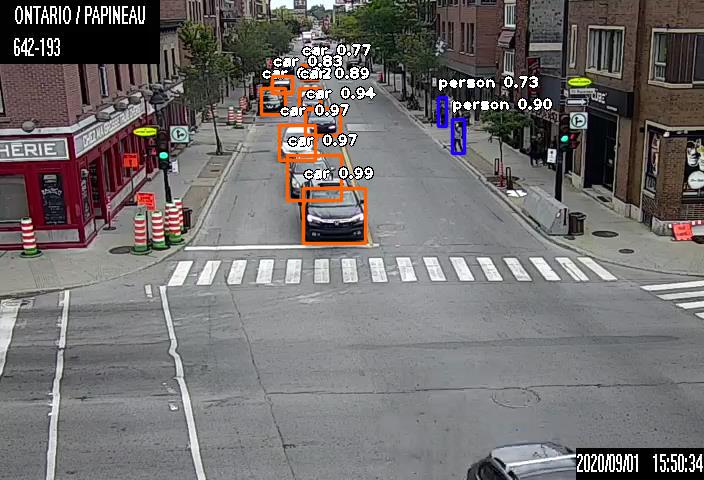 ONTARIO / PAPINEAU
642-193
car 0.77
car 0.83
car 0.89
car 0.94
car 0.97
car 0.97
car 0.99
person 0.73
person 0.90
HERIE
2020/09/01 15:50:34